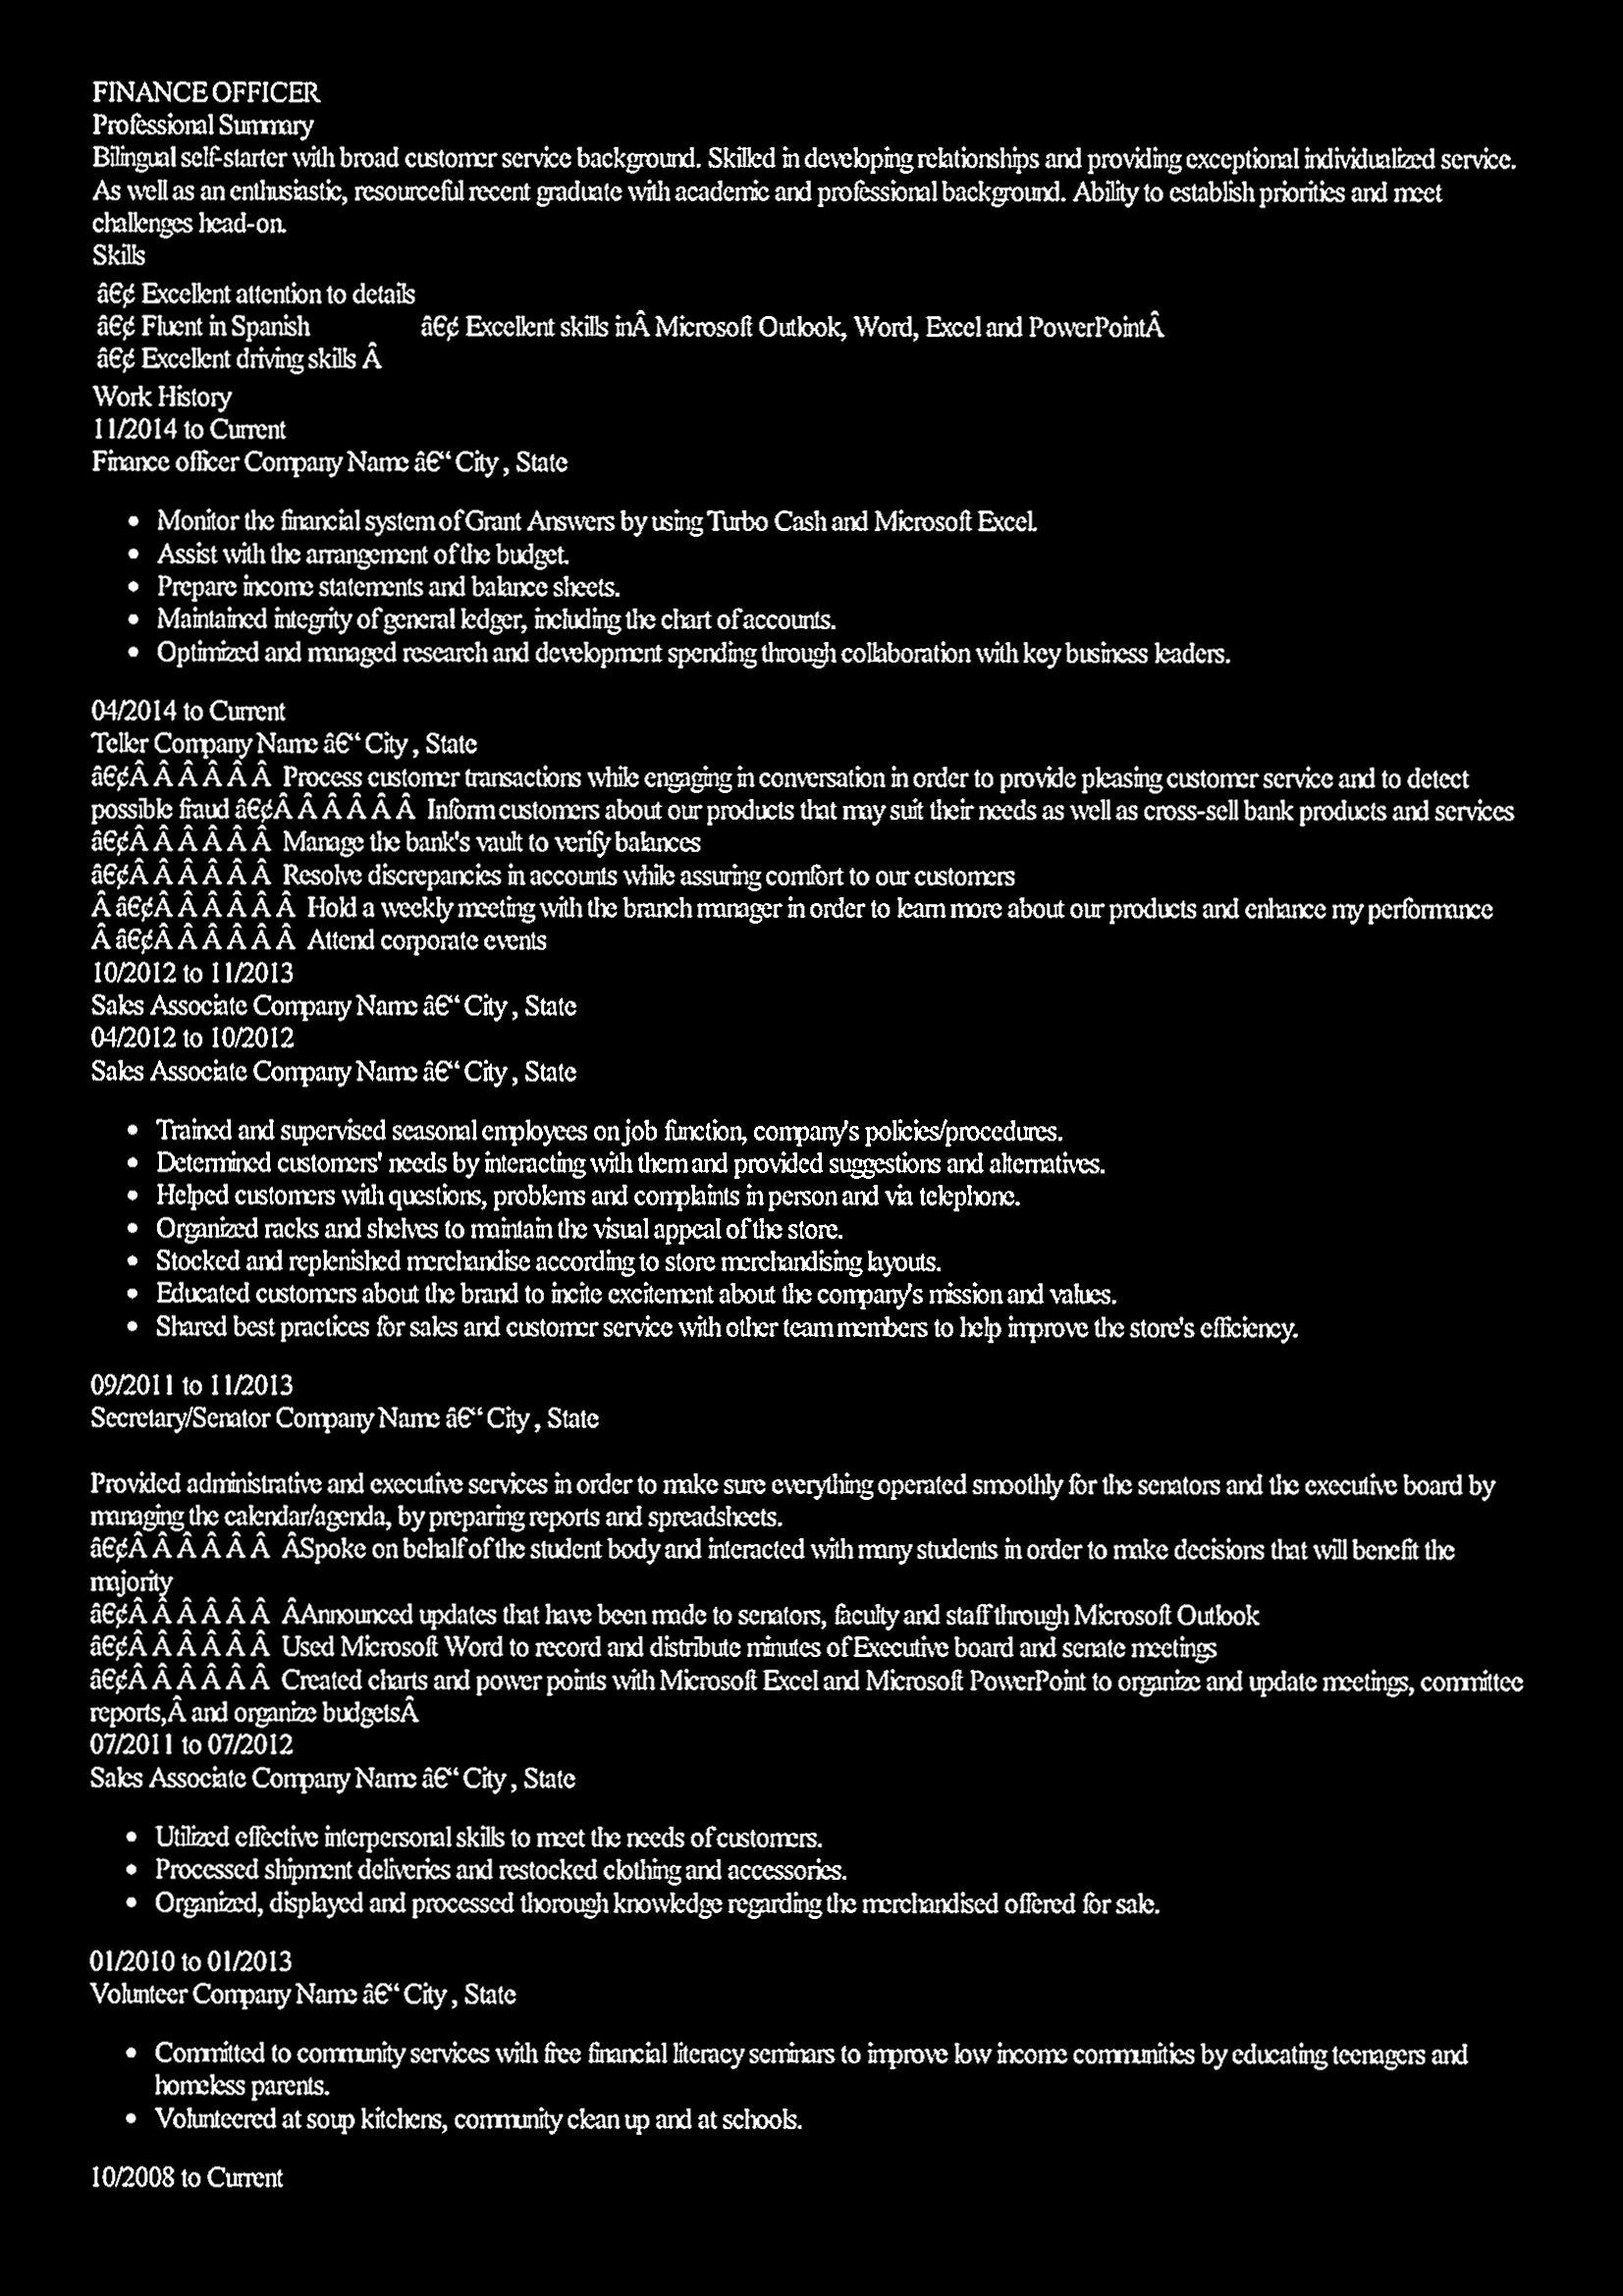 FINANCE OFFICER
Professional Summary
Bilingual self-starter with broad customer service background. Skilled in developing relationships and providing exceptional individualized service.
As well as an enthusiastic, resourceful recent graduate with academic and professional background. Ability to establish priorities and meet
challenges head-on.
Skills
â€¢ Excellent attention to details
â€¢ Fluent in Spanish â€¢ Excellent skills inÂ Microsoft Outlook, Word, Excel and PowerPointÂ
â€¢ Excellent driving skills Â
Work History
11/2014 to Current
Finance officer Company Name â€“ City , State
• Monitor the financial system of Grant Answers by using Turbo Cash and Microsoft Excel.
• Assist with the arrangement of the budget.
• Prepare income statements and balance sheets.
• Maintained integrity of general ledger, including the chart of accounts.
• Optimized and managed research and development spending through collaboration with key business leaders.
04/2014 to Current
Teller Company Name â€“ City , State
â€¢Â Â Â Â Â Â Process customer transactions while engaging in conversation in order to provide pleasing customer service and to detect
possible fraud â€¢Â Â Â Â Â Â Inform customers about our products that may suit their needs as well as cross-sell bank products and services
â€¢Â Â Â Â Â Â Manage the bank's vault to verify balances
â€¢Â Â Â Â Â Â Resolve discrepancies in accounts while assuring comfort to our customers
Â â€¢Â Â Â Â Â Â Hold a weekly meeting with the branch manager in order to learn more about our products and enhance my performance
Â â€¢Â Â Â Â Â Â Attend corporate events
10/2012 to 11/2013
Sales Associate Company Name â€“ City , State
04/2012 to 10/2012
Sales Associate Company Name â€“ City , State
• Trained and supervised seasonal employees on job function, company's policies/procedures.
• Determined customers' needs by interacting with them and provided suggestions and alternatives.
• Helped customers with questions, problems and complaints in person and via telephone.
• Organized racks and shelves to maintain the visual appeal of the store.
• Stocked and replenished merchandise according to store merchandising layouts.
• Educated customers about the brand to incite excitement about the company's mission and values.
• Shared best practices for sales and customer service with other team members to help improve the store's efficiency.
09/2011 to 11/2013
Secretary/Senator Company Name â€“ City , State
Provided administrative and executive services in order to make sure everything operated smoothly for the senators and the executive board by
managing the calendar/agenda, by preparing reports and spreadsheets.
â€¢Â Â Â Â Â Â ÂSpoke on behalf of the student body and interacted with many students in order to make decisions that will benefit the
majority
â€¢Â Â Â Â Â Â ÂAnnounced updates that have been made to senators, faculty and staff through Microsoft Outlook
â€¢Â Â Â Â Â Â Used Microsoft Word to record and distribute minutes of Executive board and senate meetings
â€¢Â Â Â Â Â Â Created charts and power points with Microsoft Excel and Microsoft PowerPoint to organize and update meetings, committee
reports,Â and organize budgetsÂ
07/2011 to 07/2012
Sales Associate Company Name â€“ City , State
• Utilized effective interpersonal skills to meet the needs of customers.
• Processed shipment deliveries and restocked clothing and accessories.
• Organized, displayed and processed thorough knowledge regarding the merchandised offered for sale.
01/2010 to 01/2013
Volunteer Company Name â€“ City , State
• Committed to community services with free financial literacy seminars to improve low income communities by educating teenagers and
homeless parents.
• Volunteered at soup kitchens, community clean up and at schools.
10/2008 to Current